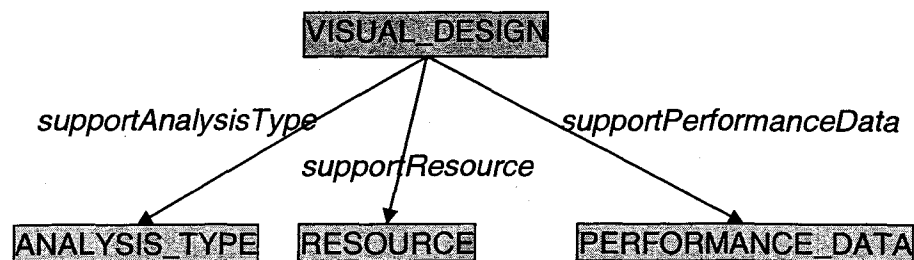 VISUAL_DESIGN
supportAnalysisType
supportPerformanceData
supportResource
ANALYSIS_TYPE
RESOURCE
PERFORMANCE_DATA